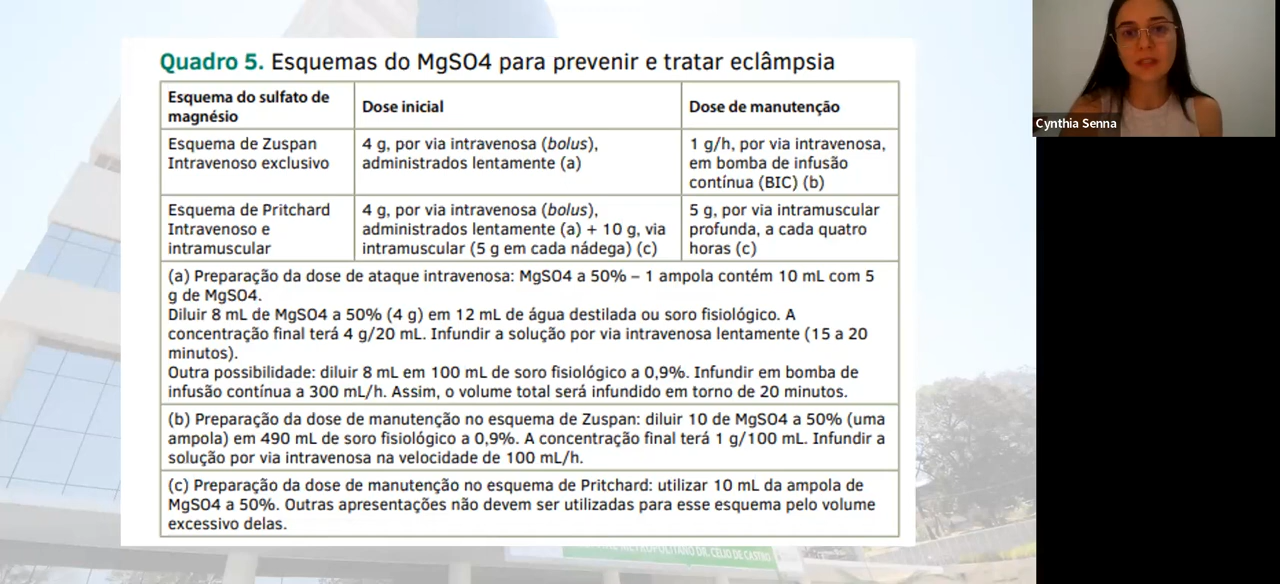 Quadro 5. Esquemas do MgSO4 para prevenir e tratar eclâmpsia
Esquema do sulfato de
magnésio
Dose inicial
Dose de manutenção
Esquema de Zuspan
Intravenoso exclusivo
4 g, por via intravenosa (bolus),
administrados lentamente (a)
1 g/h, por via intravenosa,
em bomba de infusão
contínua (BIC) (b)
Esquema de Pritchard
Intravenoso e
intramuscular
4 g, por via intravenosa (bolus),
administrados lentamente (a) + 10 g, via
intramuscular (5 g em cada nádega) (c)
5 g, por via intramuscular
profunda, a cada quatro
horas (c)
(a) Preparação da dose de ataque intravenosa: MgSO4 a 50% – 1 ampola contém 10 mL com 5
g de MgSO4.
Diluir 8 mL de MgSO4 a 50% (4 g) em 12 mL de água destilada ou soro fisiológico. A
concentração final terá 4 g/20 mL. Infundir a solução por via intravenosa lentamente (15 a 20
minutos).
Outra possibilidade: diluir 8 mL em 100 mL de soro fisiológico a 0,9%. Infundir em bomba de
infusão contínua a 300 mL/h. Assim, o volume total será infundido em torno de 20 minutos.
(b) Preparação da dose de manutenção no esquema de Zuspan: diluir 10 de MgSO4 a 50% (uma
ampola) em 490 mL de soro fisiológico a 0,9%. A concentração final terá 1 g/100 mL. Infundir a
solução por via intravenosa na velocidade de 100 mL/h.
(c) Preparação da dose de manutenção no esquema de Pritchard: utilizar 10 mL da ampola de
MgSO4 a 50%. Outras apresentações não devem ser utilizadas para esse esquema pelo volume
excessivo delas.
METROPOLITANO DR. CÉLIO DE CASTRO
Cynthia Senna